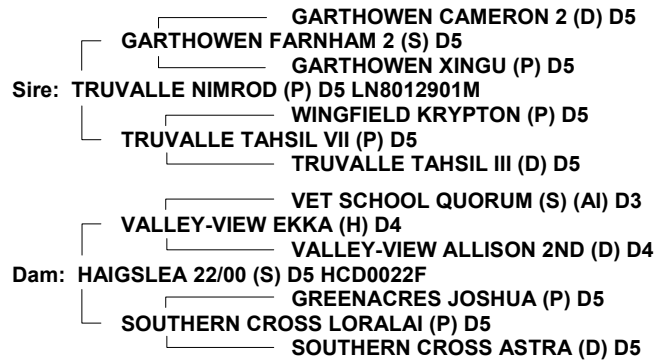 GARTHOWEN CAMERON 2 (D) D5
GARTHOWEN FARNHAM 2 (S) D5
GARTHOWEN XINGU (P) D5
Sire: TRUVALLE NIMROD (P) D5 LN8012901M
WINGFIELD KRYPTON (P) D5
TRUVALLE TAHSIL VII (P) D5
TRUVALLE TAHSIL III (D) D5
VET SCHOOL QUORUM (S) (AI) D3
VALLEY-VIEW EKKA (H) D4
VALLEY-VIEW ALLISON 2ND (D) D4
Dam: HAIGSLEA 22/00 (S) D5 HCD0022F
GREENACRES JOSHUA (P) D5
SOUTHERN CROSS LORALAI (P) D5
SOUTHERN CROSS ASTRA (D) D5